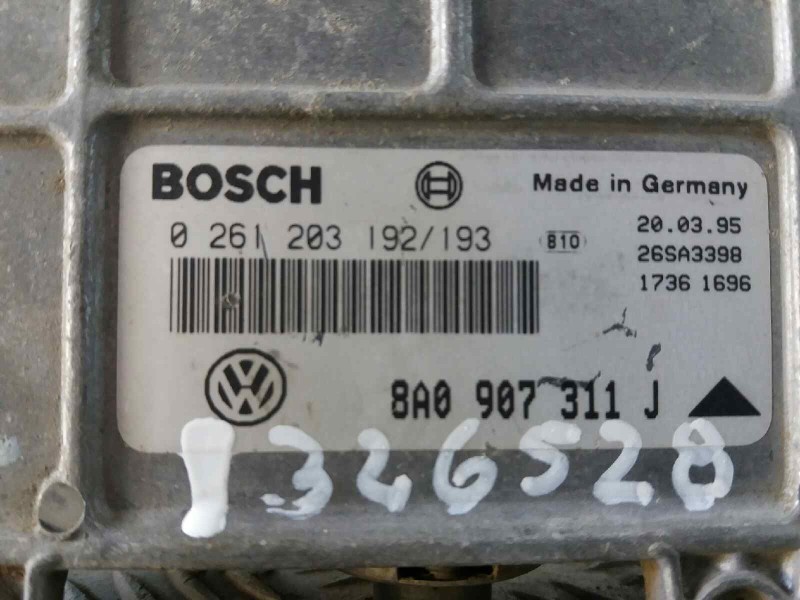 BOSCH
Made in Germany
0 261 203 192/193
810
20.03.95
26SA3398
1736 1696
8A0 907 311 J
! 326528